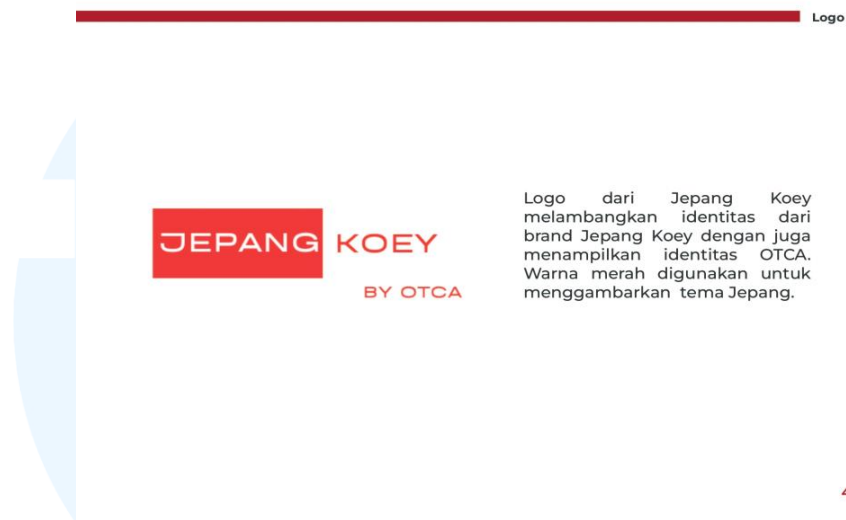 Logo
JEPANG KOEY
BY OTCA
Logo dari Jepang Koey
melambangkan identitas dari
brand Jepang Koey dengan juga
menampilkan identitas OTCA.
Warna merah digunakan untuk
menggambarkan tema Jepang.